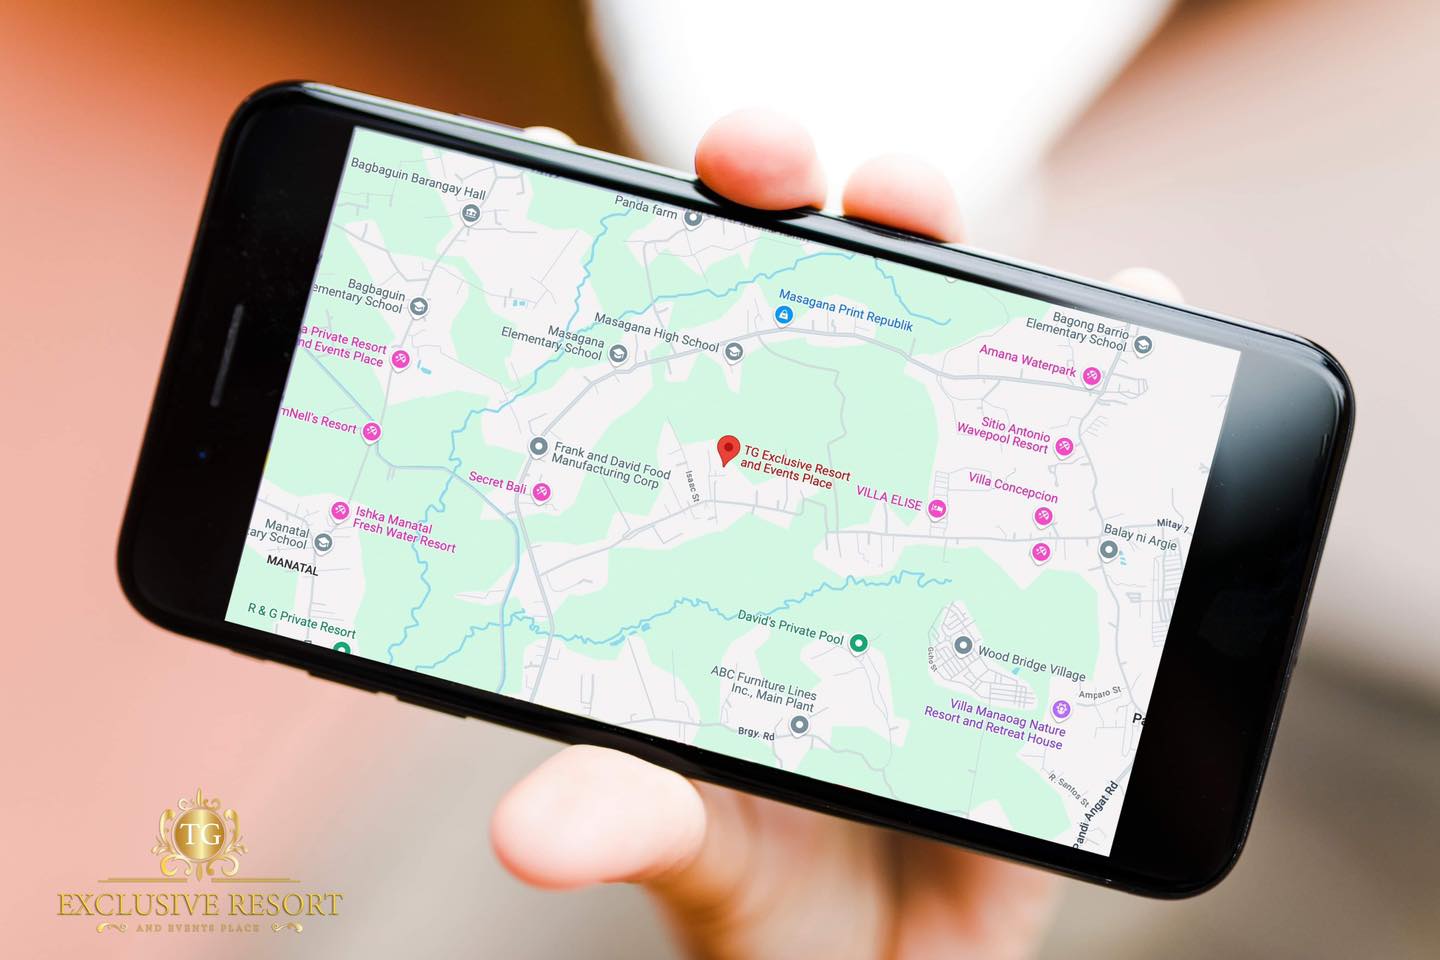 Bagbaguin Barangay Hall
Panda farm
Bagbaguin
ementary School
Masagana Print Republik
Bagong Barrio
Elementary School
Masagana High School
Masagana
Elementary School
a Private Resort
nd Events Place
Amana Waterpark
mNell's Resort
Sitio Antonio
Wavepool Resort
Frank and David Food
Manufacturing Corp
TG Exclusive Resort
and Events Place
Isaac St
Secret Bali
VILLA ELISE
Villa Concepcion
Ishka Manatal
Fresh Water Resort
Manatal
ary School
MANATAL
Balay ni Argie
Mitay
R & G Private Resort
David's Private Pool
Wood Bridge Village
Gcho St
ABC Furniture Lines
Inc., Main Plant
Amparo St
Villa Manaoag Nature
Resort and Retreat House
Pa
Brgy. Rd
R. Santos St
Pandi Angat Rd
TG
EXCLUSIVE RESORT
AND EVENTS PLACE